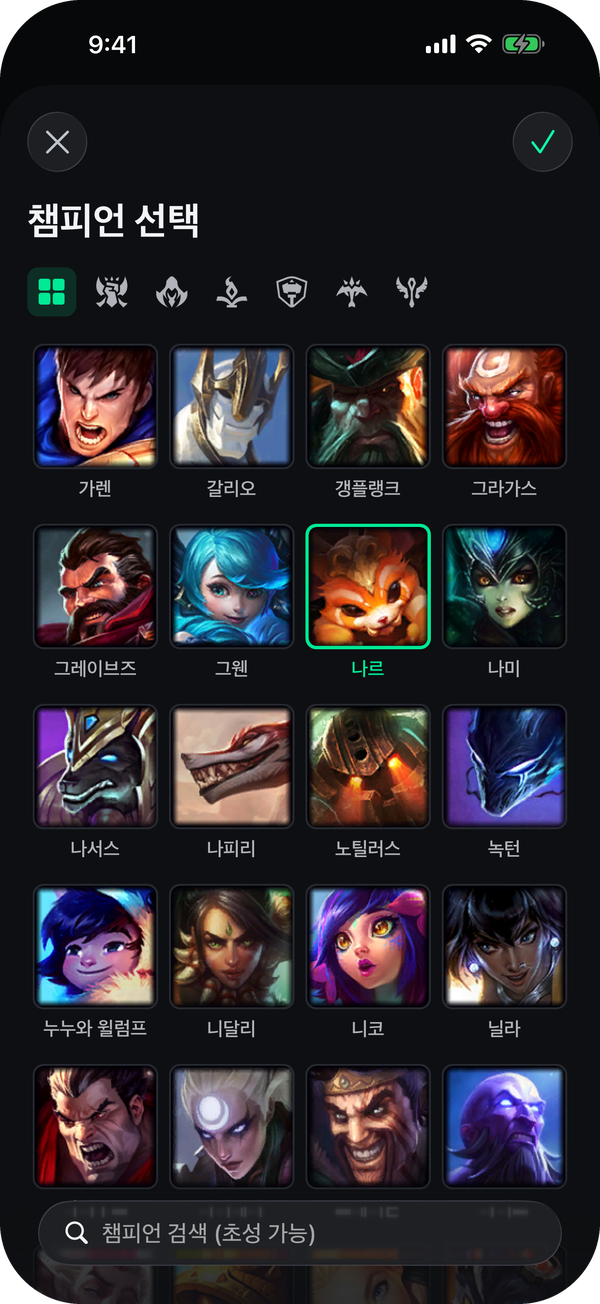 9:41
챔피언 선택
가렌 갈리오 갱플랭크 그라가스
그레이브즈 그웬 나르 나미
나서스 나피리 노틸러스 녹턴
누누와 윌럼프 니달리 니코 닐라
챔피언 검색 (초성 가능)